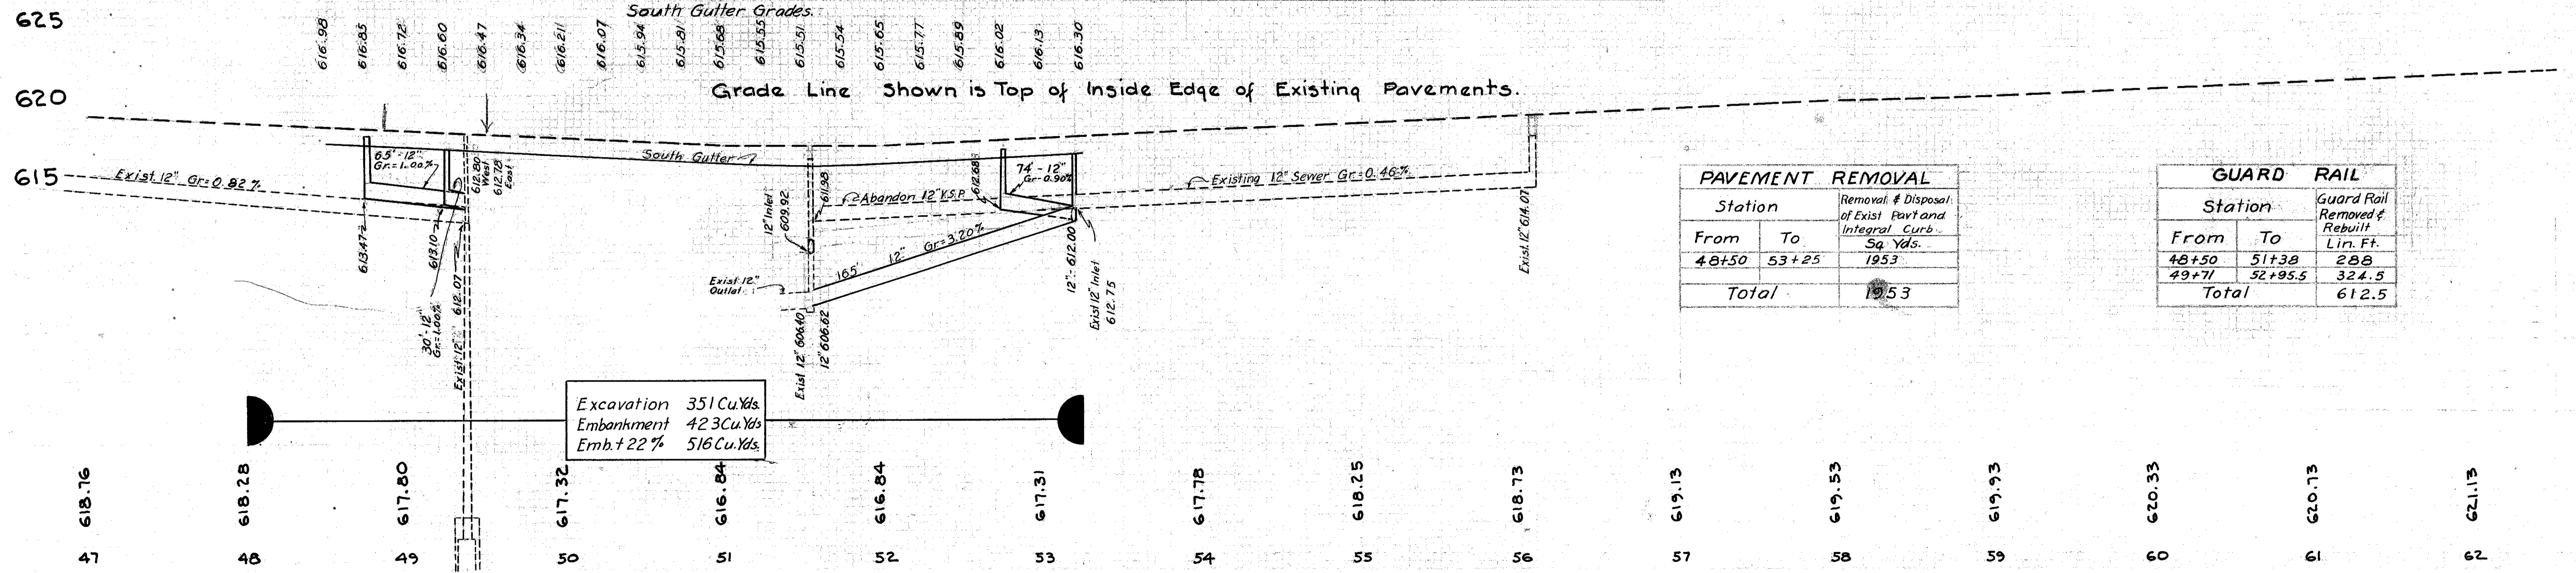 South Gutter Grades.
625
616.98 616.85 616.72 616.60 616.47 616.34 616.21 616.07 615.94 615.81 615.68 615.55 615.51 615.54 615.65 615.77 615.89 616.02 616.13 616.30
Grade Line Shown is Top of Inside Edge of Existing Pavements.
620
615
Exist. 12" Gr=0.82%
65'-12"
Gr.=1.00%
612.80
West
612.78
East
South Gutter
12" Inlet
609.92
611.98
Abandon 12" V.S.P.
612.68
74'-12"
Gr=0.90%
Existing 12" Sewer Gr=0.46%
613.47
613.10
30'-12"
Gr=1.00%
Exist. 12" 612.07
Exist. 12"
Outlet
165' 12" Gr=3.20%
Exist. 12" 606.40
12" 606.62
12"-612.00
Exist 12" Inlet
612.75
Exist. 12" 614.07
PAVEMENT REMOVAL
Station
Removal & Disposal
of Exist Pavt and
Integral Curb
From To Sq. Yds.
48+50 53+25 1953
Total 1953
GUARD RAIL
Station
Guard Rail
Removed &
Rebuilt
From To Lin. Ft.
48+50 51+38 288
49+71 52+95.5 324.5
Total 612.5
Excavation 351 Cu.Yds.
Embankment 423 Cu.Yds
Emb.+22% 516 Cu.Yds.
618.76 618.28 617.80 617.32 616.84 616.84 617.31 617.78 618.25 618.73 619.13 619.53 619.93 620.33 620.73 621.13
47 48 49 50 51 52 53 54 55 56 57 58 59 60 61 62